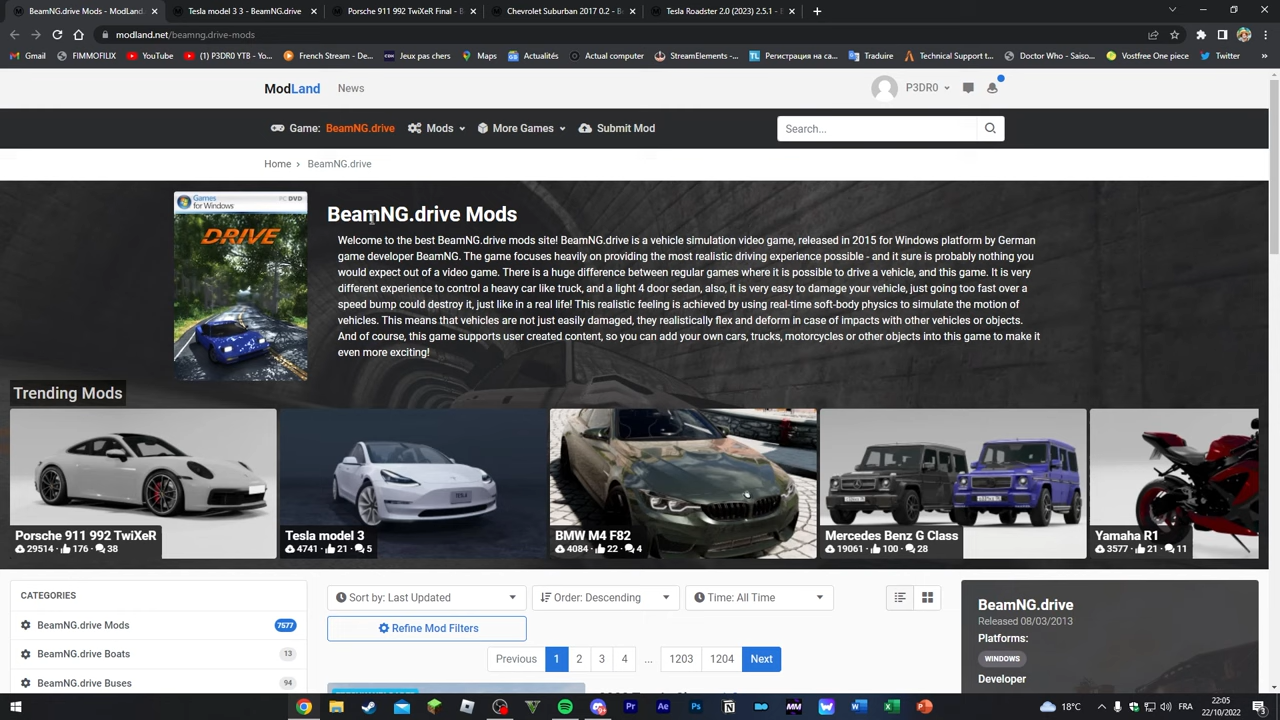 BeamNG.drive Mods - ModLand.
Tesla model 3 3 - BeamNG.drive
Porsche 911 992 TwiXeR Final - B
Chevrolet Suburban 2017 0.2 - Be
Tesla Roadster 2.0 (2023) 2.5.1 - B
modland.net/beamng.drive-mods
Gmail
FIMMOFILIX
YouTube
(1) P3DR0 YTB - Yo...
French Stream - De...
Jeux pas chers
Maps
Actualités
Actual computer
StreamElements -...
Регистрация на са...
Traduire
Technical Support t...
Doctor Who - Saiso...
Vostfree One piece
Twitter
ModLand
News
P3DR0
Game: BeamNG.drive
Mods
More Games
Submit Mod
Search...
Home › BeamNG.drive
Games for Windows
PC DVD
DRIVE
BeamNG.drive Mods
Welcome to the best BeamNG.drive mods site! BeamNG.drive is a vehicle simulation video game, released in 2015 for Windows platform by German
game developer BeamNG. The game focuses heavily on providing the most realistic driving experience possible - and it sure is probably nothing you
would expect out of a video game. There is a huge difference between regular games where it is possible to drive a vehicle, and this game. It is very
different experience to control a heavy car like truck, and a light 4 door sedan, also, it is very easy to damage your vehicle, just going too fast over a
speed bump could destroy it, just like in a real life! This realistic feeling is achieved by using real-time soft-body physics to simulate the motion of
vehicles. This means that vehicles are not just easily damaged, they realistically flex and deform in case of impacts with other vehicles or objects.
And of course, this game supports user created content, so you can add your own cars, trucks, motorcycles or other objects into this game to make it
even more exciting!
Trending Mods
Porsche 911 992 TwiXeR
29514 · 176 · 38
Tesla model 3
4741 · 21 · 5
BMW M4 F82
4084 · 22 · 4
Mercedes Benz G Class
19061 · 100 · 28
Yamaha R1
3577 · 21 · 11
CATEGORIES
BeamNG.drive Mods 7577
BeamNG.drive Boats 13
BeamNG.drive Buses 94
Sort by: Last Updated
Order: Descending
Time: All Time
Refine Mod Filters
Previous 1 2 3 4 ... 1203 1204 Next
BeamNG.drive
Released 08/03/2013
Platforms:
WINDOWS
Developer
18°C
FRA
22:05
22/10/2022